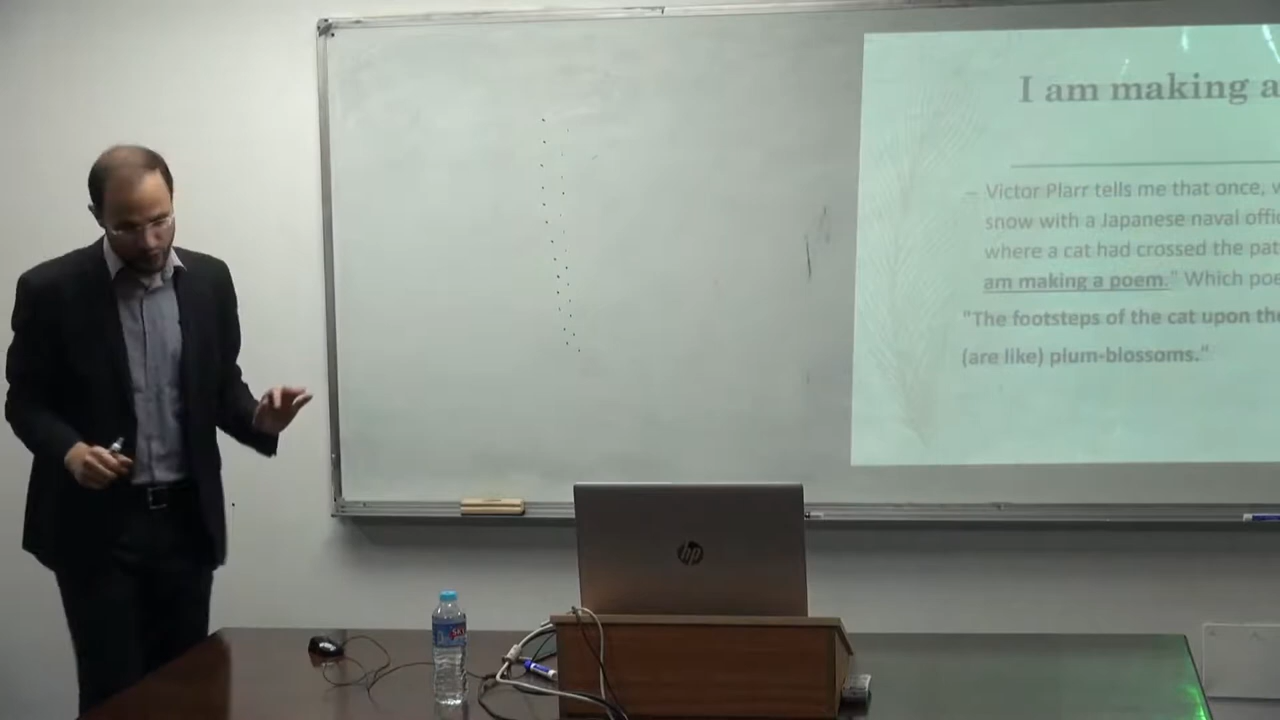 I am making a
– Victor Plarr tells me that once, w
snow with a Japanese naval offic
where a cat had crossed the pat
am making a poem." Which poe
"The footsteps of the cat upon the
(are like) plum-blossoms."
hp